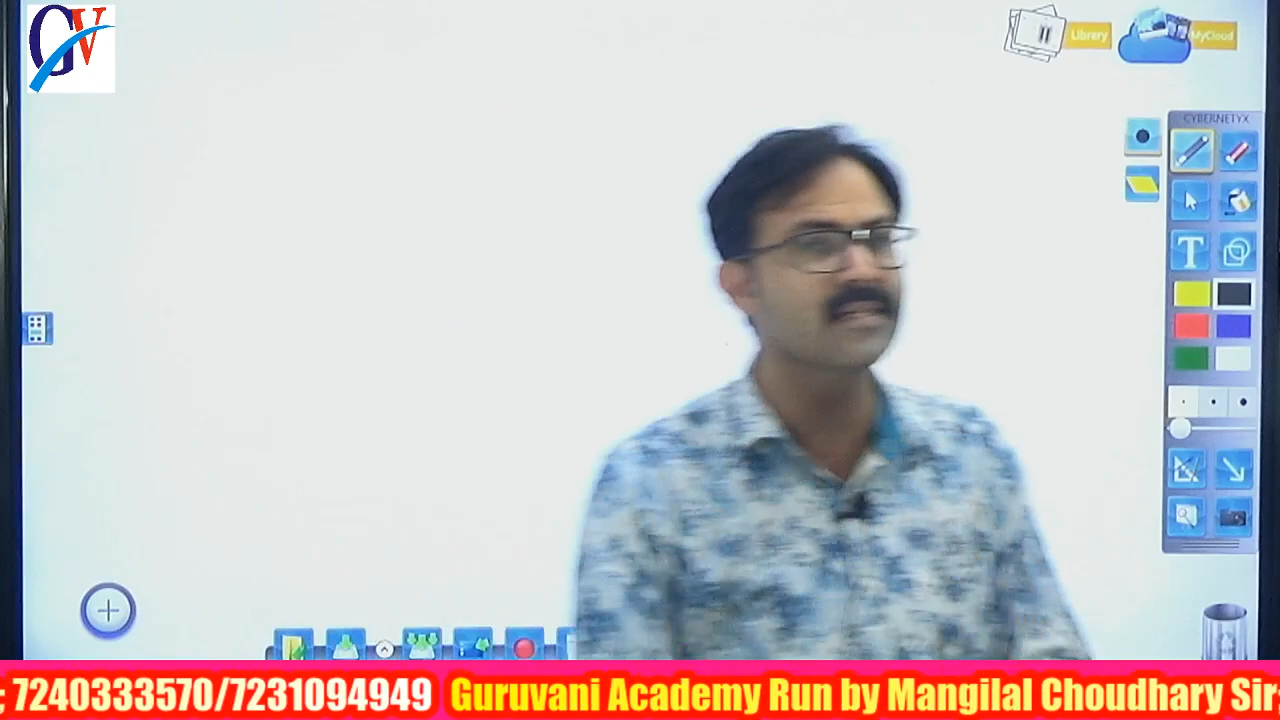 GV
Library
MyCloud
CYBERNETYX
T
; 7240333570/7231094949 Guruvani Academy Run by Mangilal Choudhary Sir,